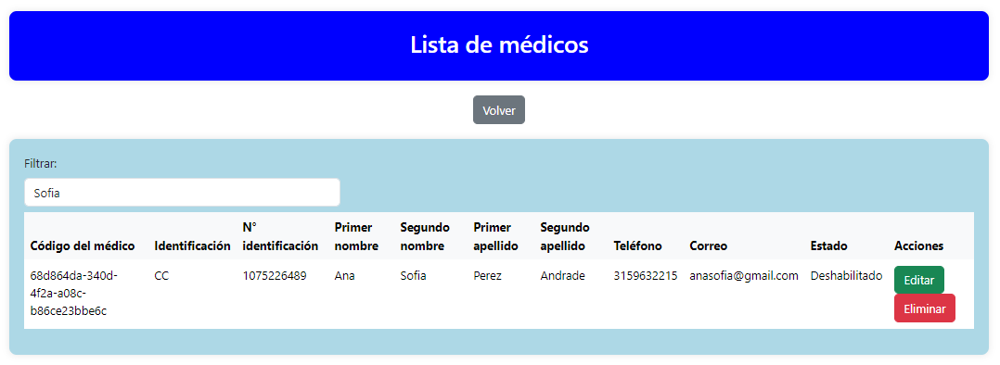 Lista de médicos
Volver
Filtrar:
Sofia
Código del médico Identificación N° identificación Primer nombre Segundo nombre Primer apellido Segundo apellido Teléfono Correo Estado Acciones
68d864da-340d-4f2a-a08c-b86ce23bbe6c CC 1075226489 Ana Sofia Perez Andrade 3159632215 anasofia@gmail.com Deshabilitado Editar
Eliminar